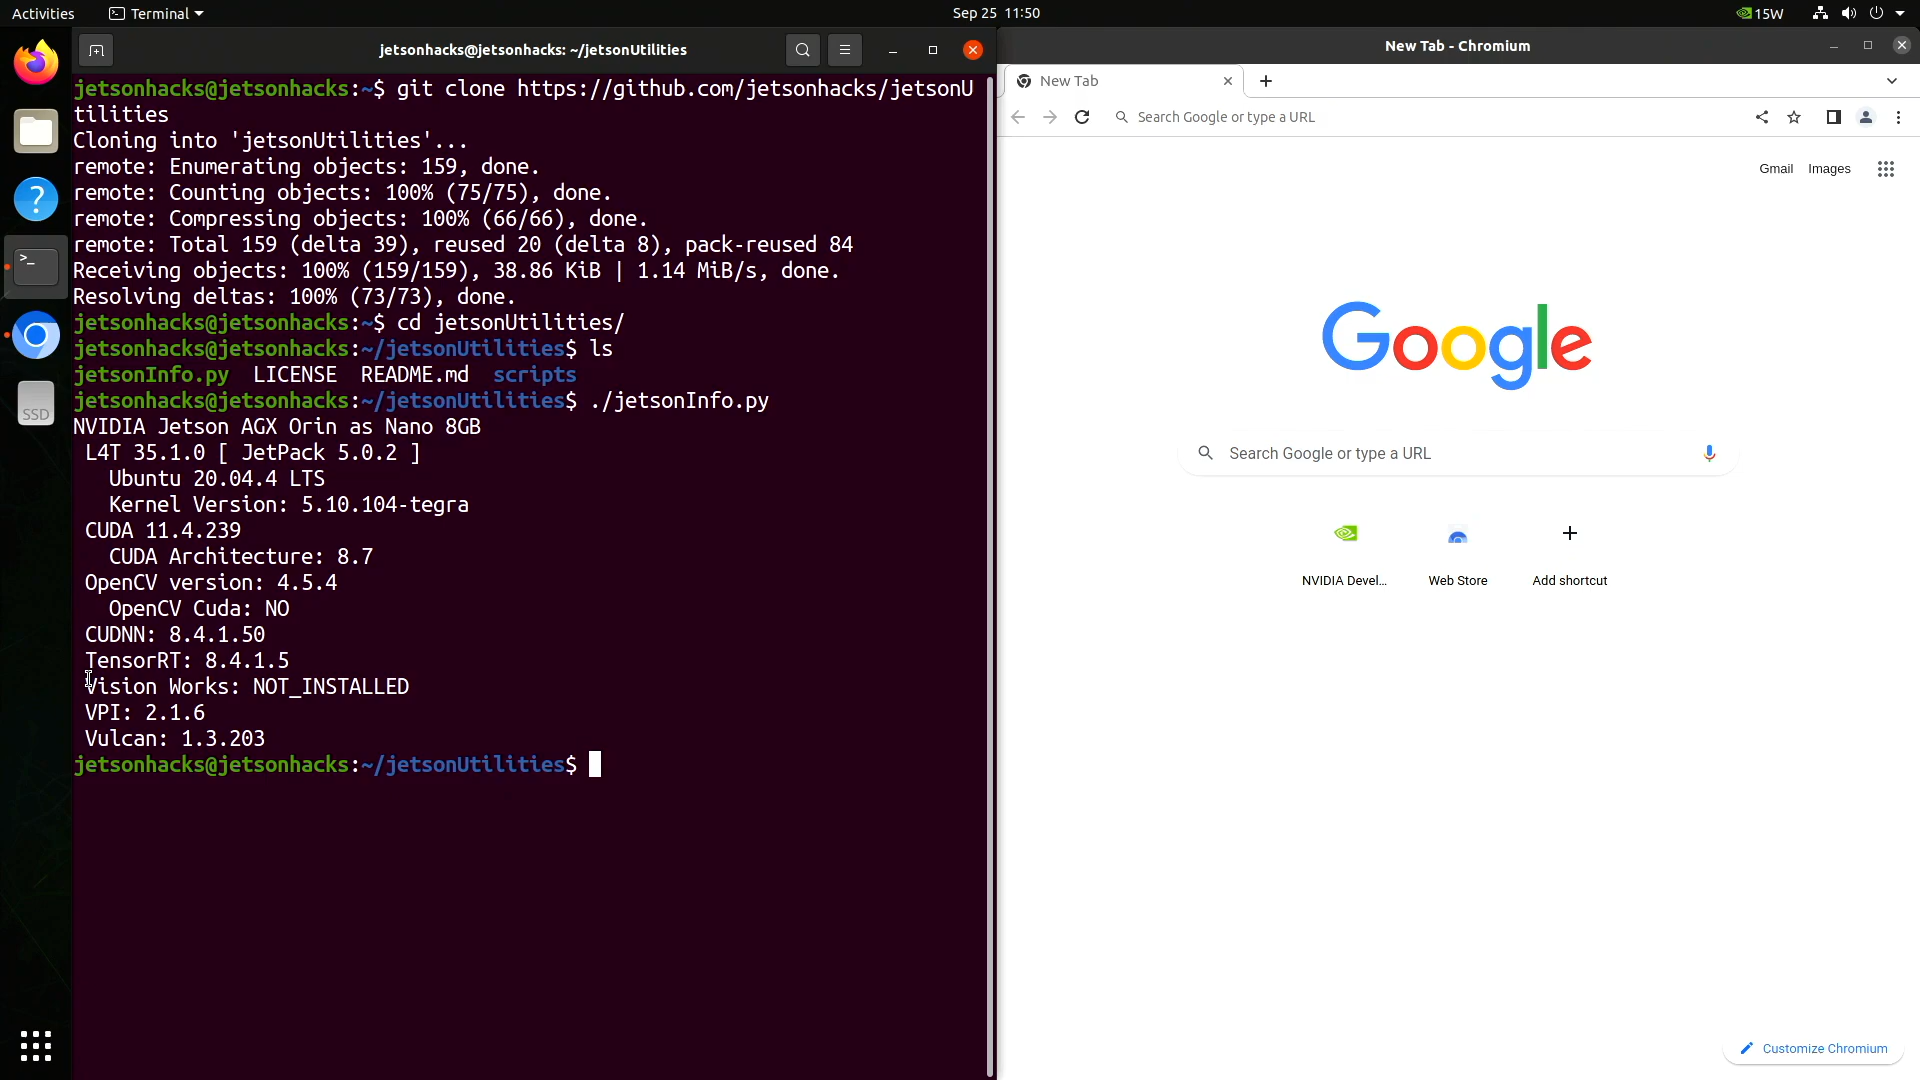 Activities
Terminal
Sep 25 11:50
15W
jetsonhacks@jetsonhacks: ~/jetsonUtilities
jetsonhacks@jetsonhacks:~$ git clone https://github.com/jetsonhacks/jetsonU
tilities
Cloning into 'jetsonUtilities'...
remote: Enumerating objects: 159, done.
remote: Counting objects: 100% (75/75), done.
remote: Compressing objects: 100% (66/66), done.
remote: Total 159 (delta 39), reused 20 (delta 8), pack-reused 84
Receiving objects: 100% (159/159), 38.86 KiB | 1.14 MiB/s, done.
Resolving deltas: 100% (73/73), done.
jetsonhacks@jetsonhacks:~$ cd jetsonUtilities/
jetsonhacks@jetsonhacks:~/jetsonUtilities$ ls
jetsonInfo.py LICENSE README.md scripts
jetsonhacks@jetsonhacks:~/jetsonUtilities$ ./jetsonInfo.py
NVIDIA Jetson AGX Orin as Nano 8GB
L4T 35.1.0 [ JetPack 5.0.2 ]
Ubuntu 20.04.4 LTS
Kernel Version: 5.10.104-tegra
CUDA 11.4.239
CUDA Architecture: 8.7
OpenCV version: 4.5.4
OpenCV Cuda: NO
CUDNN: 8.4.1.50
TensorRT: 8.4.1.5
Vision Works: NOT_INSTALLED
VPI: 2.1.6
Vulcan: 1.3.203
jetsonhacks@jetsonhacks:~/jetsonUtilities$
SSD
New Tab - Chromium
New Tab
Search Google or type a URL
Gmail
Images
Google
Search Google or type a URL
NVIDIA Devel...
Web Store
Add shortcut
Customize Chromium